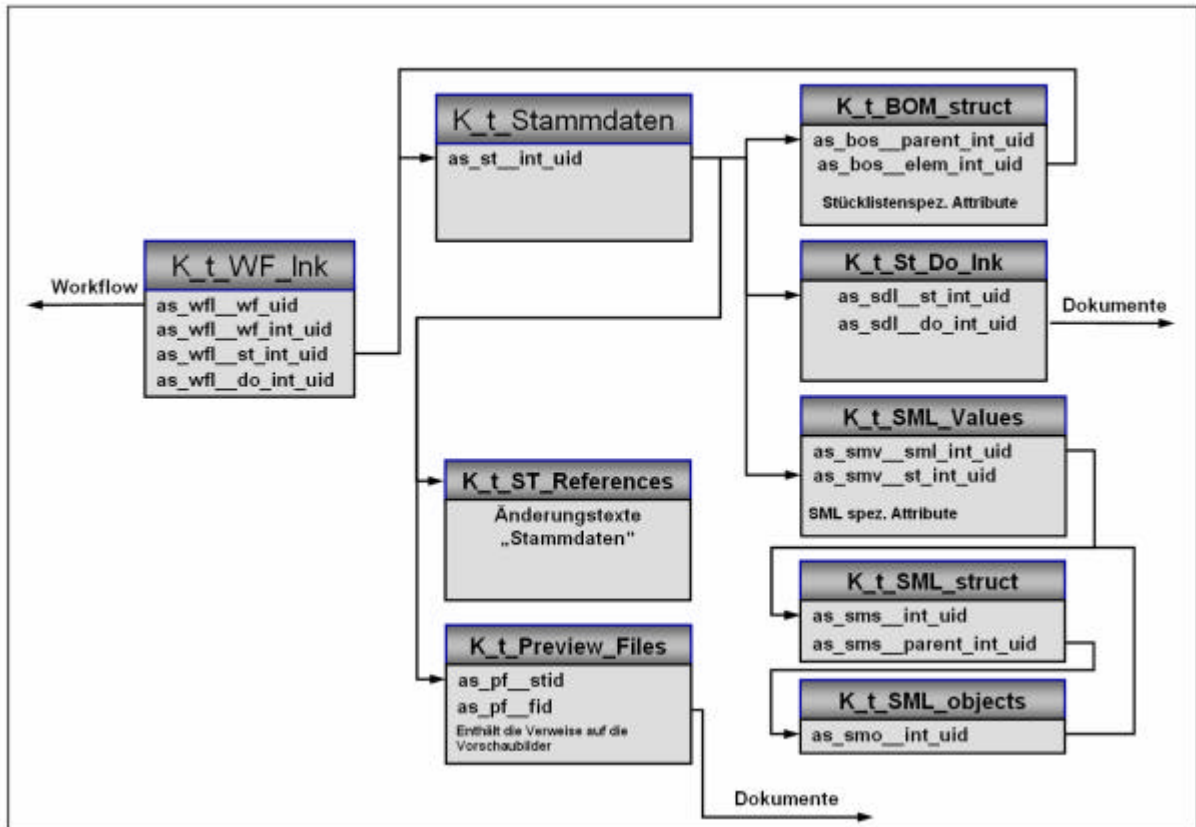 K_t_Stammdaten
as_st__int_uid
K_t_BOM_struct
as_bos__parent_int_uid
as_bos__elem_int_uid
Stücklistenspez. Attribute
Workflow
K_t_WF_lnk
as_wfl__wf_uid
as_wfl__wf_int_uid
as_wfl__st_int_uid
as_wfl__do_int_uid
K_t_St_Do_lnk
as_sdl__st_int_uid
as_sdl__do_int_uid
Dokumente
K_t_SML_Values
as_smv__sml_int_uid
as_smv__st_int_uid
SML spez. Attribute
K_t_ST_References
Änderungstexte
„Stammdaten"
K_t_SML_struct
as_sms__int_uid
as_sms__parent_int_uid
K_t_Preview_Files
as_pf__stid
as_pf__fid
Enthält die Verweise auf die
Vorschaubilder
K_t_SML_objects
as_smo__int_uid
Dokumente